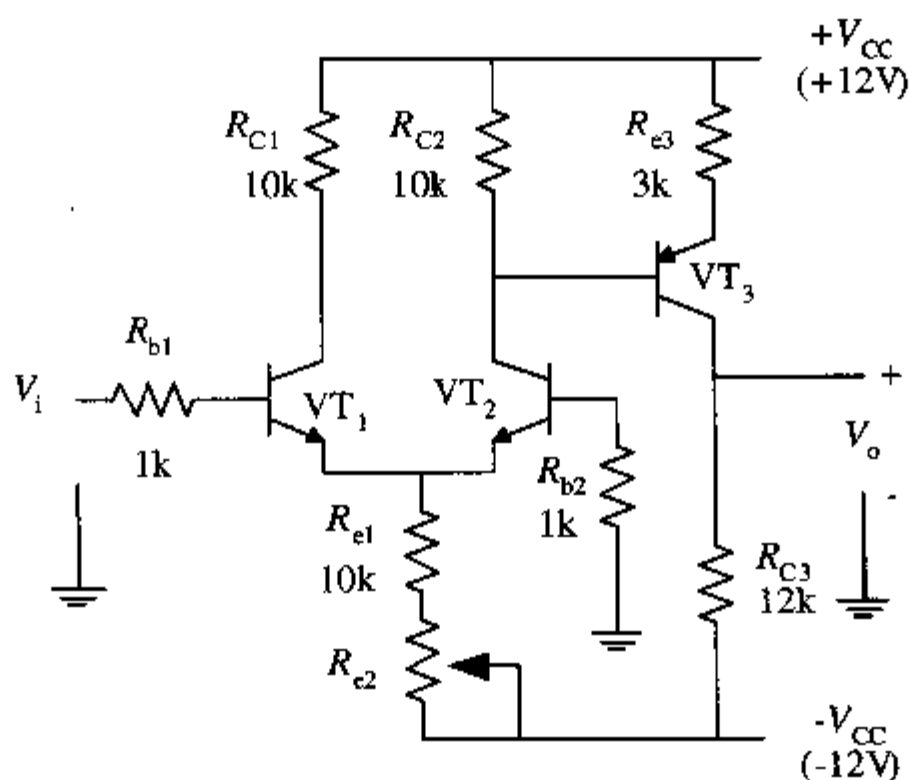 +V_CC
(+12V)
R_C1
10k
R_C2
10k
R_e3
3k
VT_3
R_b1
V_i
1k
VT_1
VT_2
R_b2
1k
+
V_o
-
R_e1
10k
R_C3
12k
R_e2
-V_CC
(-12V)